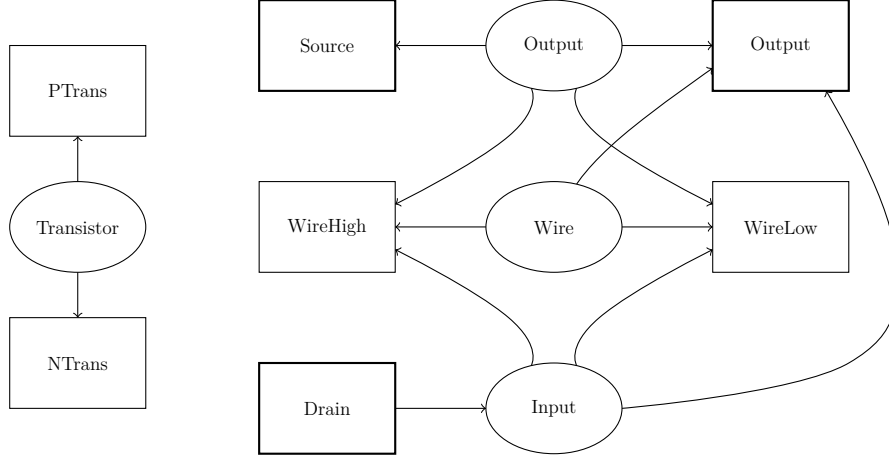 Source
Output
Output
PTrans
Transistor
WireHigh
Wire
WireLow
NTrans
Drain
Input